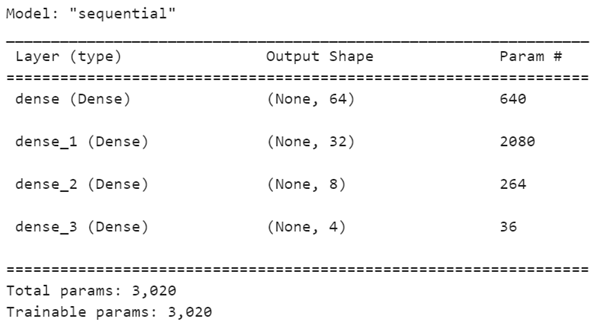 Model: "sequential"
_________________________________________________________________
Layer (type) Output Shape Param #
=================================================================
dense (Dense) (None, 64) 640
dense_1 (Dense) (None, 32) 2080
dense_2 (Dense) (None, 8) 264
dense_3 (Dense) (None, 4) 36
=================================================================
Total params: 3,020
Trainable params: 3,020